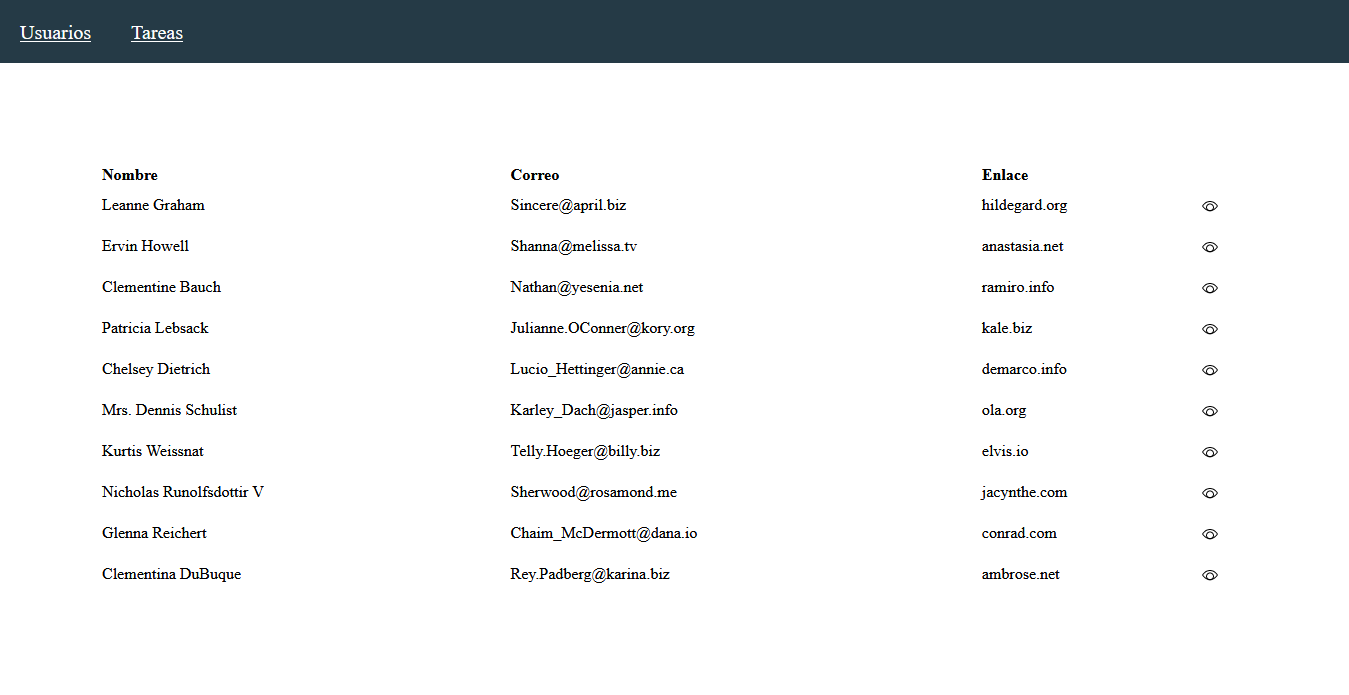 Usuarios Tareas
Nombre Correo Enlace
Leanne Graham Sincere@april.biz hildegard.org
Ervin Howell Shanna@melissa.tv anastasia.net
Clementine Bauch Nathan@yesenia.net ramiro.info
Patricia Lebsack Julianne.OConner@kory.org kale.biz
Chelsey Dietrich Lucio_Hettinger@annie.ca demarco.info
Mrs. Dennis Schulist Karley_Dach@jasper.info ola.org
Kurtis Weissnat Telly.Hoeger@billy.biz elvis.io
Nicholas Runolfsdottir V Sherwood@rosamond.me jacynthe.com
Glenna Reichert Chaim_McDermott@dana.io conrad.com
Clementina DuBuque Rey.Padberg@karina.biz ambrose.net